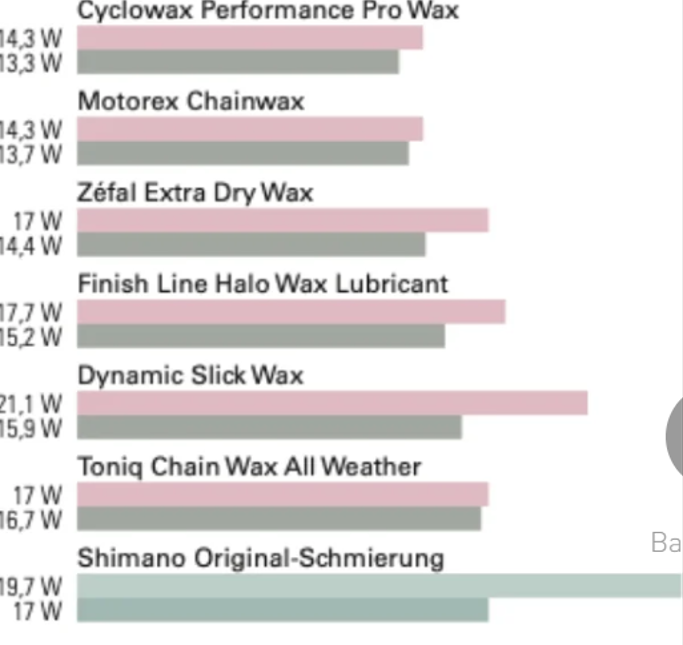 Cyclowax Performance Pro Wax
14,3 W
13,3 W
Motorex Chainwax
14,3 W
13,7 W
Zéfal Extra Dry Wax
17 W
14,4 W
Finish Line Halo Wax Lubricant
17,7 W
15,2 W
Dynamic Slick Wax
21,1 W
15,9 W
Toniq Chain Wax All Weather
17 W
16,7 W
Shimano Original-Schmierung
19,7 W
17 W